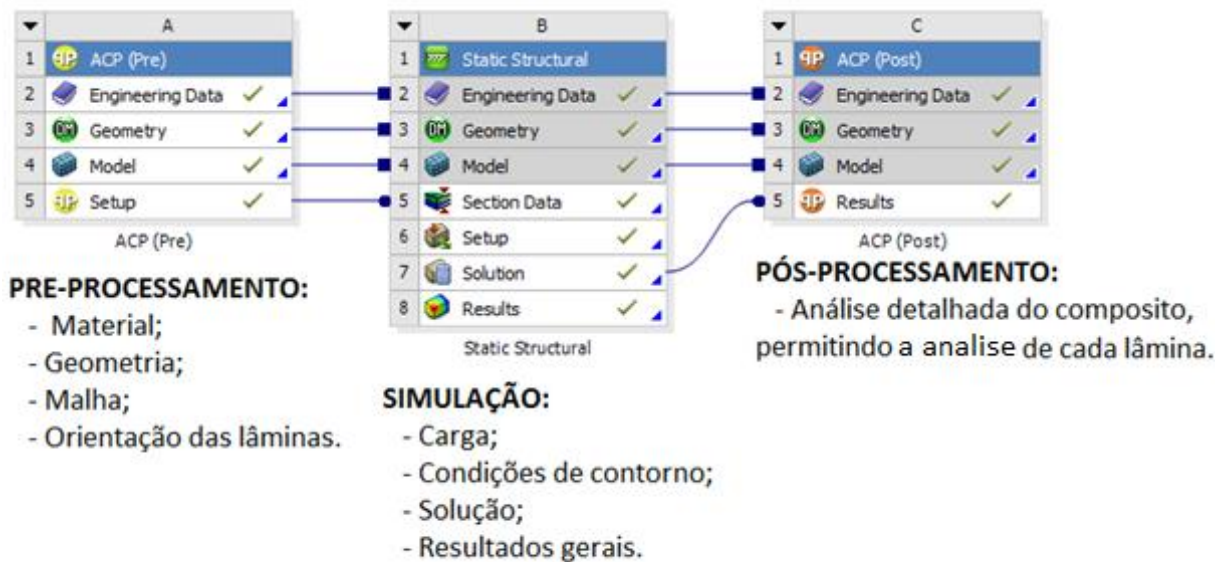 A
1 ACP (Pre)
2 Engineering Data
3 Geometry
4 Model
5 Setup
ACP (Pre)
PRE-PROCESSAMENTO:
- Material;
- Geometria;
- Malha;
- Orientação das lâminas.
B
1 Static Structural
2 Engineering Data
3 Geometry
4 Model
5 Section Data
6 Setup
7 Solution
8 Results
Static Structural
SIMULAÇÃO:
- Carga;
- Condições de contorno;
- Solução;
- Resultados gerais.
C
1 ACP (Post)
2 Engineering Data
3 Geometry
4 Model
5 Results
ACP (Post)
PÓS-PROCESSAMENTO:
- Análise detalhada do composito,
permitindo a analise de cada lâmina.